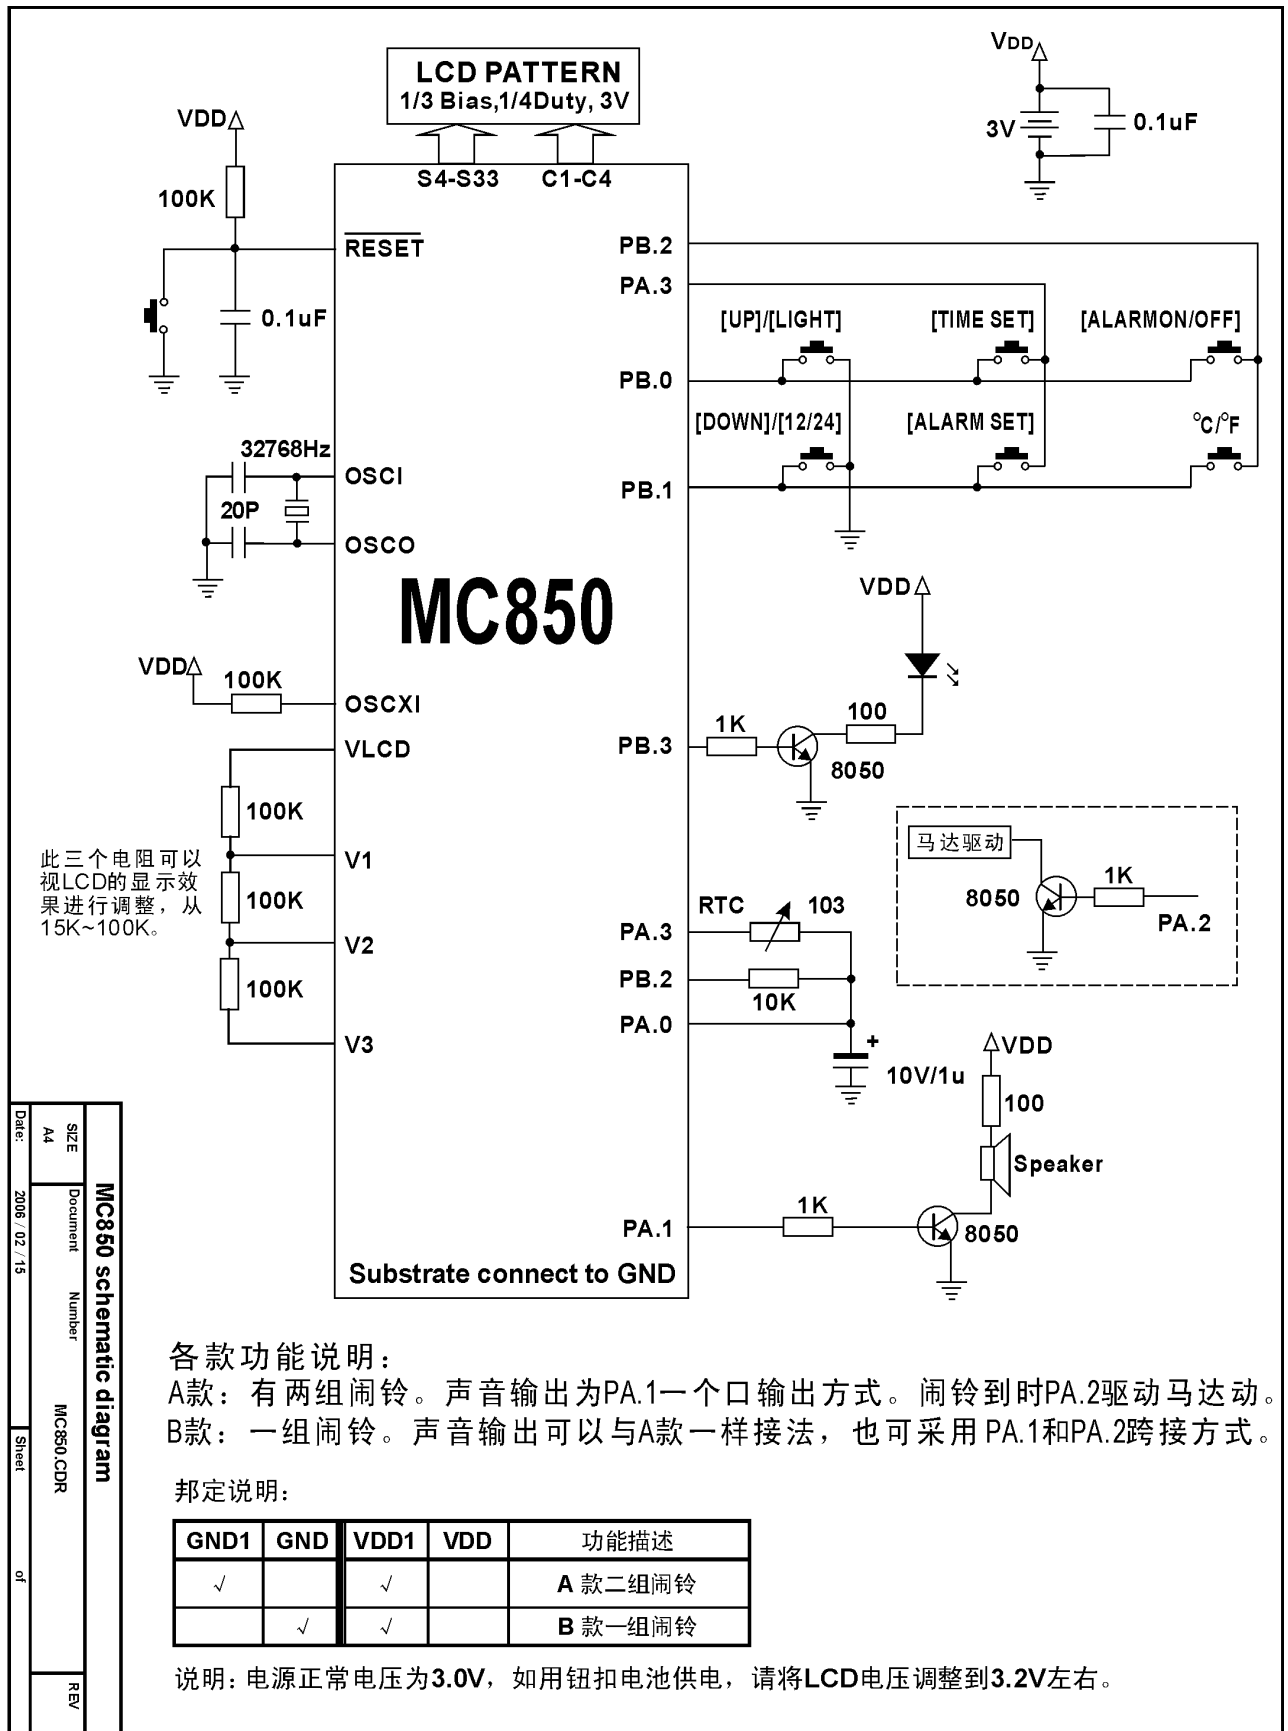 LCD PATTERN
1/3 Bias,1/4Duty, 3V
VDD
3V
0.1uF
VDD
100K
S4-S33
C1-C4
RESET
0.1uF
PB.2
PA.3
[UP]/[LIGHT]
[TIME SET]
[ALARMON/OFF]
PB.0
[DOWN]/[12/24]
[ALARM SET]
°C/°F
PB.1
32768Hz
OSCI
20P
OSCO
MC850
VDD
VDD
100K
OSCXI
VLCD
1K
100
PB.3
8050
100K
此三个电阻可以
视LCD的显示效
果进行调整，从
15K~100K。
V1
100K
V2
100K
V3
马达驱动
8050
1K
PA.2
RTC
103
PA.3
PB.2
10K
PA.0
+
10V/1u
VDD
100
Speaker
1K
PA.1
8050
Substrate connect to GND
各款功能说明：
A款：有两组闹铃。声音输出为PA.1一个口输出方式。闹铃到时PA.2驱动马达动。
B款：一组闹铃。声音输出可以与A款一样接法，也可采用PA.1和PA.2跨接方式。
邦定说明：
GND1 GND VDD1 VDD 功能描述
√ √ A 款二组闹铃
√ √ B 款一组闹铃
说明：电源正常电压为3.0V，如用钮扣电池供电，请将LCD电压调整到3.2V左右。
MC850 schematic diagram
SIZE
A4
Document Number
MC850.CDR
REV
Date: 2006 / 02 / 15
Sheet of